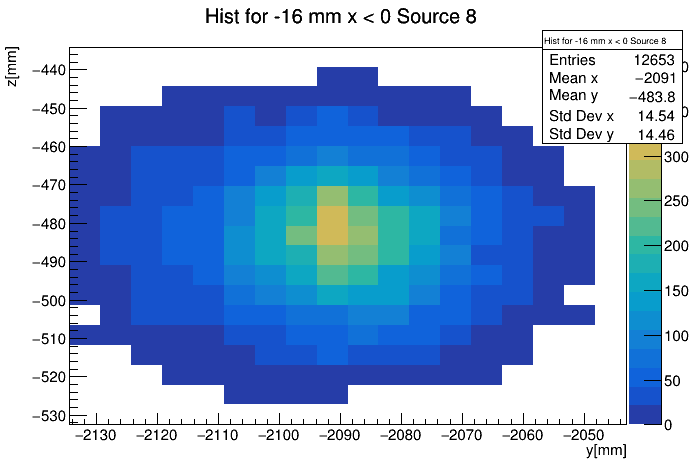 Hist for -16 mm x < 0 Source 8
Hist for -16 mm x < 0 Source 8
Entries 12653
Mean x −2091
Mean y −483.8
Std Dev x 14.54
Std Dev y 14.46
z[mm]
−440
−450
−460
−470
−480
−490
−500
−510
−520
−530
−2130 −2120 −2110 −2100 −2090 −2080 −2070 −2060 −2050
y[mm]
300
250
200
150
100
50
0